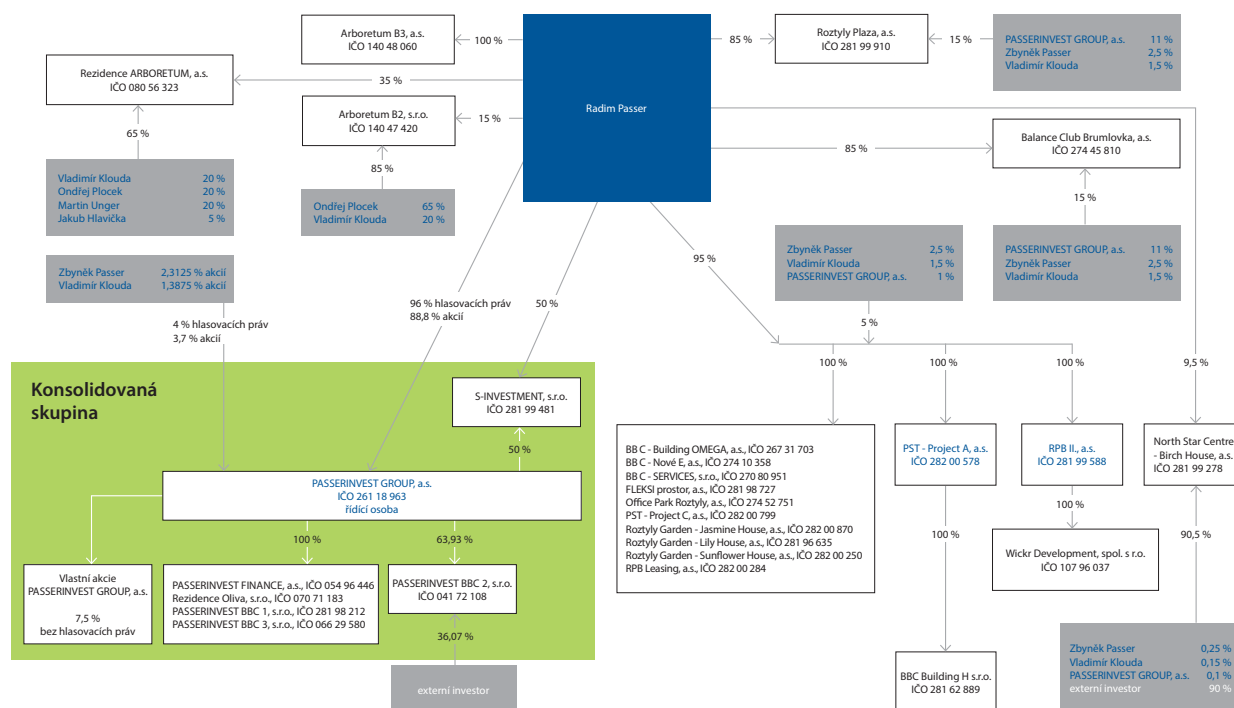 Arboretum B3, a.s.
IČO 140 48 060
100 %
Radim Passer
85 %
Roztyly Plaza, a.s.
IČO 281 99 910
15 %
PASSERINVEST GROUP, a.s. 11 %
Zbyněk Passer 2,5 %
Vladimír Klouda 1,5 %
Rezidence ARBORETUM, a.s.
IČO 080 56 323
35 %
Arboretum B2, s.r.o.
IČO 140 47 420
15 %
65 %
85 %
Vladimír Klouda 20 %
Ondřej Plocek 20 %
Martin Unger 20 %
Jakub Hlavička 5 %
Ondřej Plocek 65 %
Vladimír Klouda 20 %
85 %
Balance Club Brumlovka, a.s.
IČO 274 45 810
15 %
PASSERINVEST GROUP, a.s. 11 %
Zbyněk Passer 2,5 %
Vladimír Klouda 1,5 %
Zbyněk Passer 2,3125 % akcií
Vladimír Klouda 1,3875 % akcií
4 % hlasovacích práv
3,7 % akcií
96 % hlasovacích práv
88,8 % akcií
50 %
95 %
Zbyněk Passer 2,5 %
Vladimír Klouda 1,5 %
PASSERINVEST GROUP, a.s. 1 %
5 %
100 %
100 %
100 %
9,5 %
Konsolidovaná
skupina
S-INVESTMENT, s.r.o.
IČO 281 99 481
50 %
PASSERINVEST GROUP, a.s.
IČO 261 18 963
řídící osoba
100 %
63,93 %
Vlastní akcie
PASSERINVEST GROUP, a.s.
7,5 %
bez hlasovacích práv
PASSERINVEST FINANCE, a.s., IČO 054 96 446
Rezidence Oliva, s.r.o., IČO 070 71 183
PASSERINVEST BBC 1, s.r.o., IČO 281 98 212
PASSERINVEST BBC 3, s.r.o., IČO 066 29 580
PASSERINVEST BBC 2, s.r.o.
IČO 041 72 108
36,07 %
externí investor
BB C - Building OMEGA, a.s., IČO 267 31 703
BB C - Nové E, a.s., IČO 274 10 358
BB C - SERVICES, s.r.o., IČO 270 80 951
FLEKSI prostor, a.s., IČO 281 98 727
Office Park Roztyly, a.s., IČO 274 52 751
PST - Project C, a.s., IČO 282 00 799
Roztyly Garden - Jasmine House, a.s., IČO 282 00 870
Roztyly Garden - Lily House, a.s., IČO 281 96 635
Roztyly Garden - Sunflower House, a.s., IČO 282 00 250
RPB Leasing, a.s., IČO 282 00 284
PST - Project A, a.s.
IČO 282 00 578
100 %
BBC Building H s.r.o.
IČO 281 62 889
RPB II., a.s.
IČO 281 99 588
100 %
Wickr Development, spol. s r.o.
IČO 107 96 037
North Star Centre
- Birch House, a.s.
IČO 281 99 278
90,5 %
Zbyněk Passer 0,25 %
Vladimír Klouda 0,15 %
PASSERINVEST GROUP, a.s. 0,1 %
externí investor 90 %